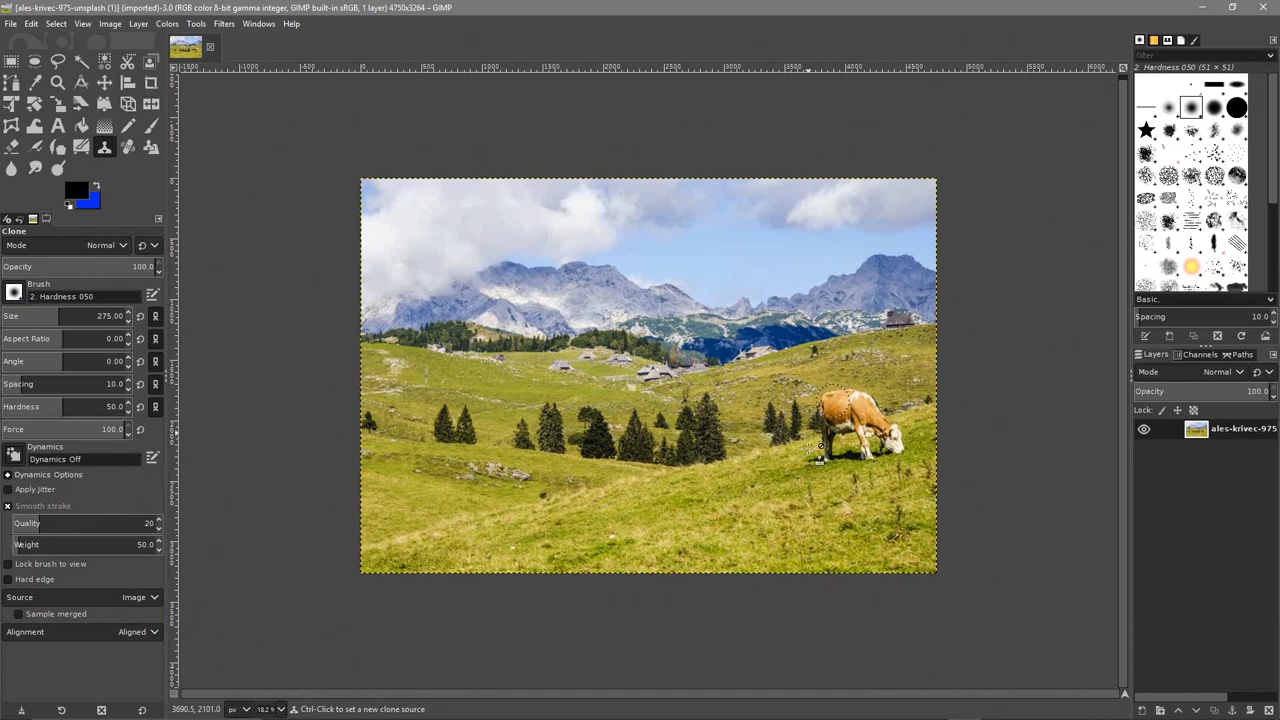 [ales-krivec-975-unsplash (1)] (imported)-3.0 (RGB color 8-bit gamma integer, GIMP built-in sRGB, 1 layer) 4750x3264 – GIMP
File Edit Select View Image Layer Colors Tools Filters Windows Help
Filter
2. Hardness 050 (51 × 51)
Clone
Mode Normal
Opacity 100.0
Brush
2. Hardness 050
Size 275.00
Aspect Ratio 0.00
Angle 0.00
Spacing 10.0
Hardness 50.0
Force 100.0
Dynamics
Dynamics Off
Dynamics Options
Apply jitter
Smooth stroke
Quality 20
Weight 50.0
Lock brush to view
Hard edge
Source Image
Sample merged
Alignment Aligned
Basic,
Spacing 10.0
Layers Channels Paths
Mode Normal
Opacity 100.0
Lock:
ales-krivec-975
3690.5, 2101.0 px 18.2 % Ctrl-Click to set a new clone source